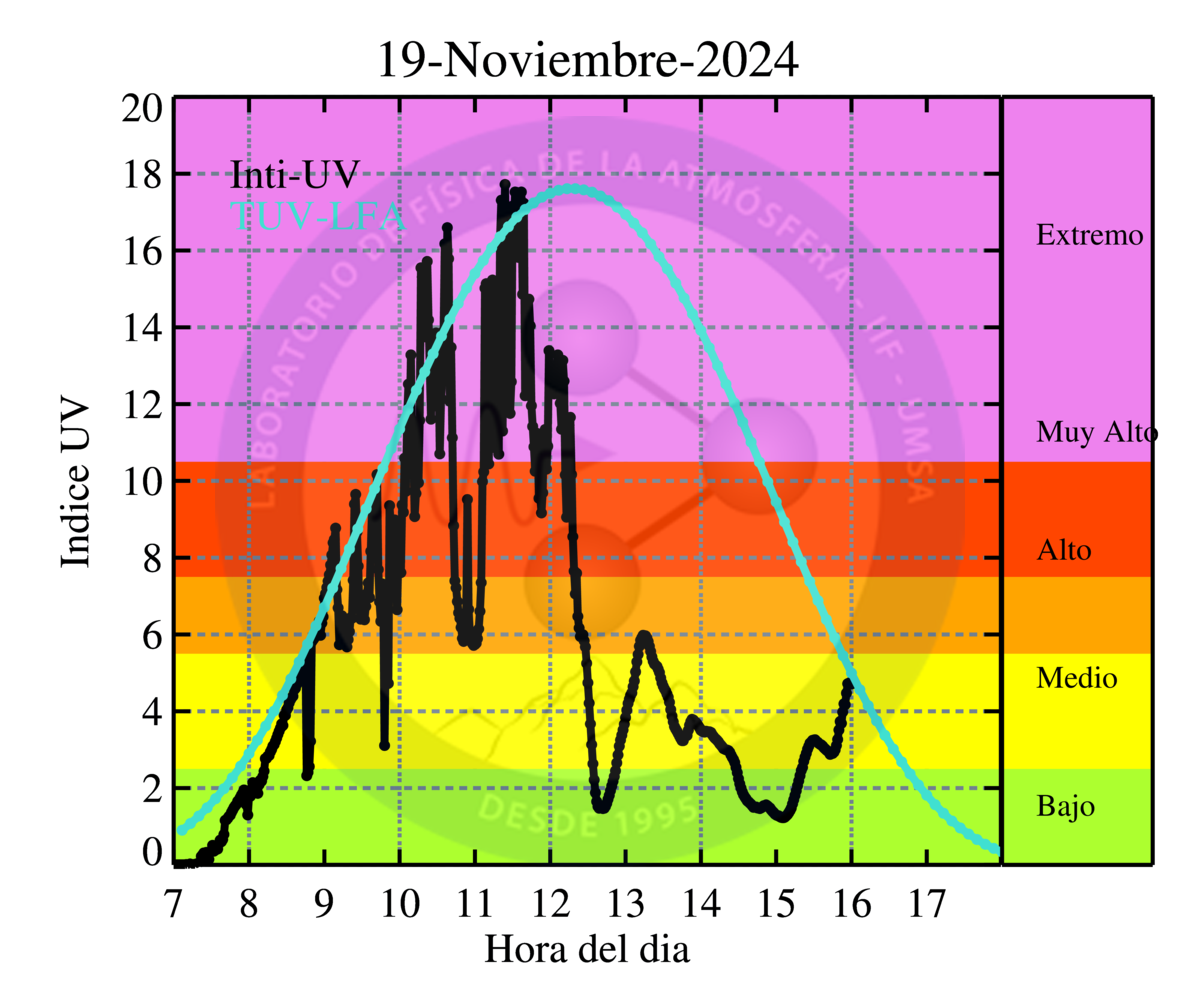 19-Noviembre-2024
20
18
16
14
12
10
8
6
4
2
0
Indice UV
Inti-UV
TUV-LFA
LABORATORIO DE FÍSICA DE LA ATMÓSFERA - IIF - UMSA
DESDE 1995
Extremo
Muy Alto
Alto
Medio
Bajo
7 8 9 10 11 12 13 14 15 16 17
Hora del dia